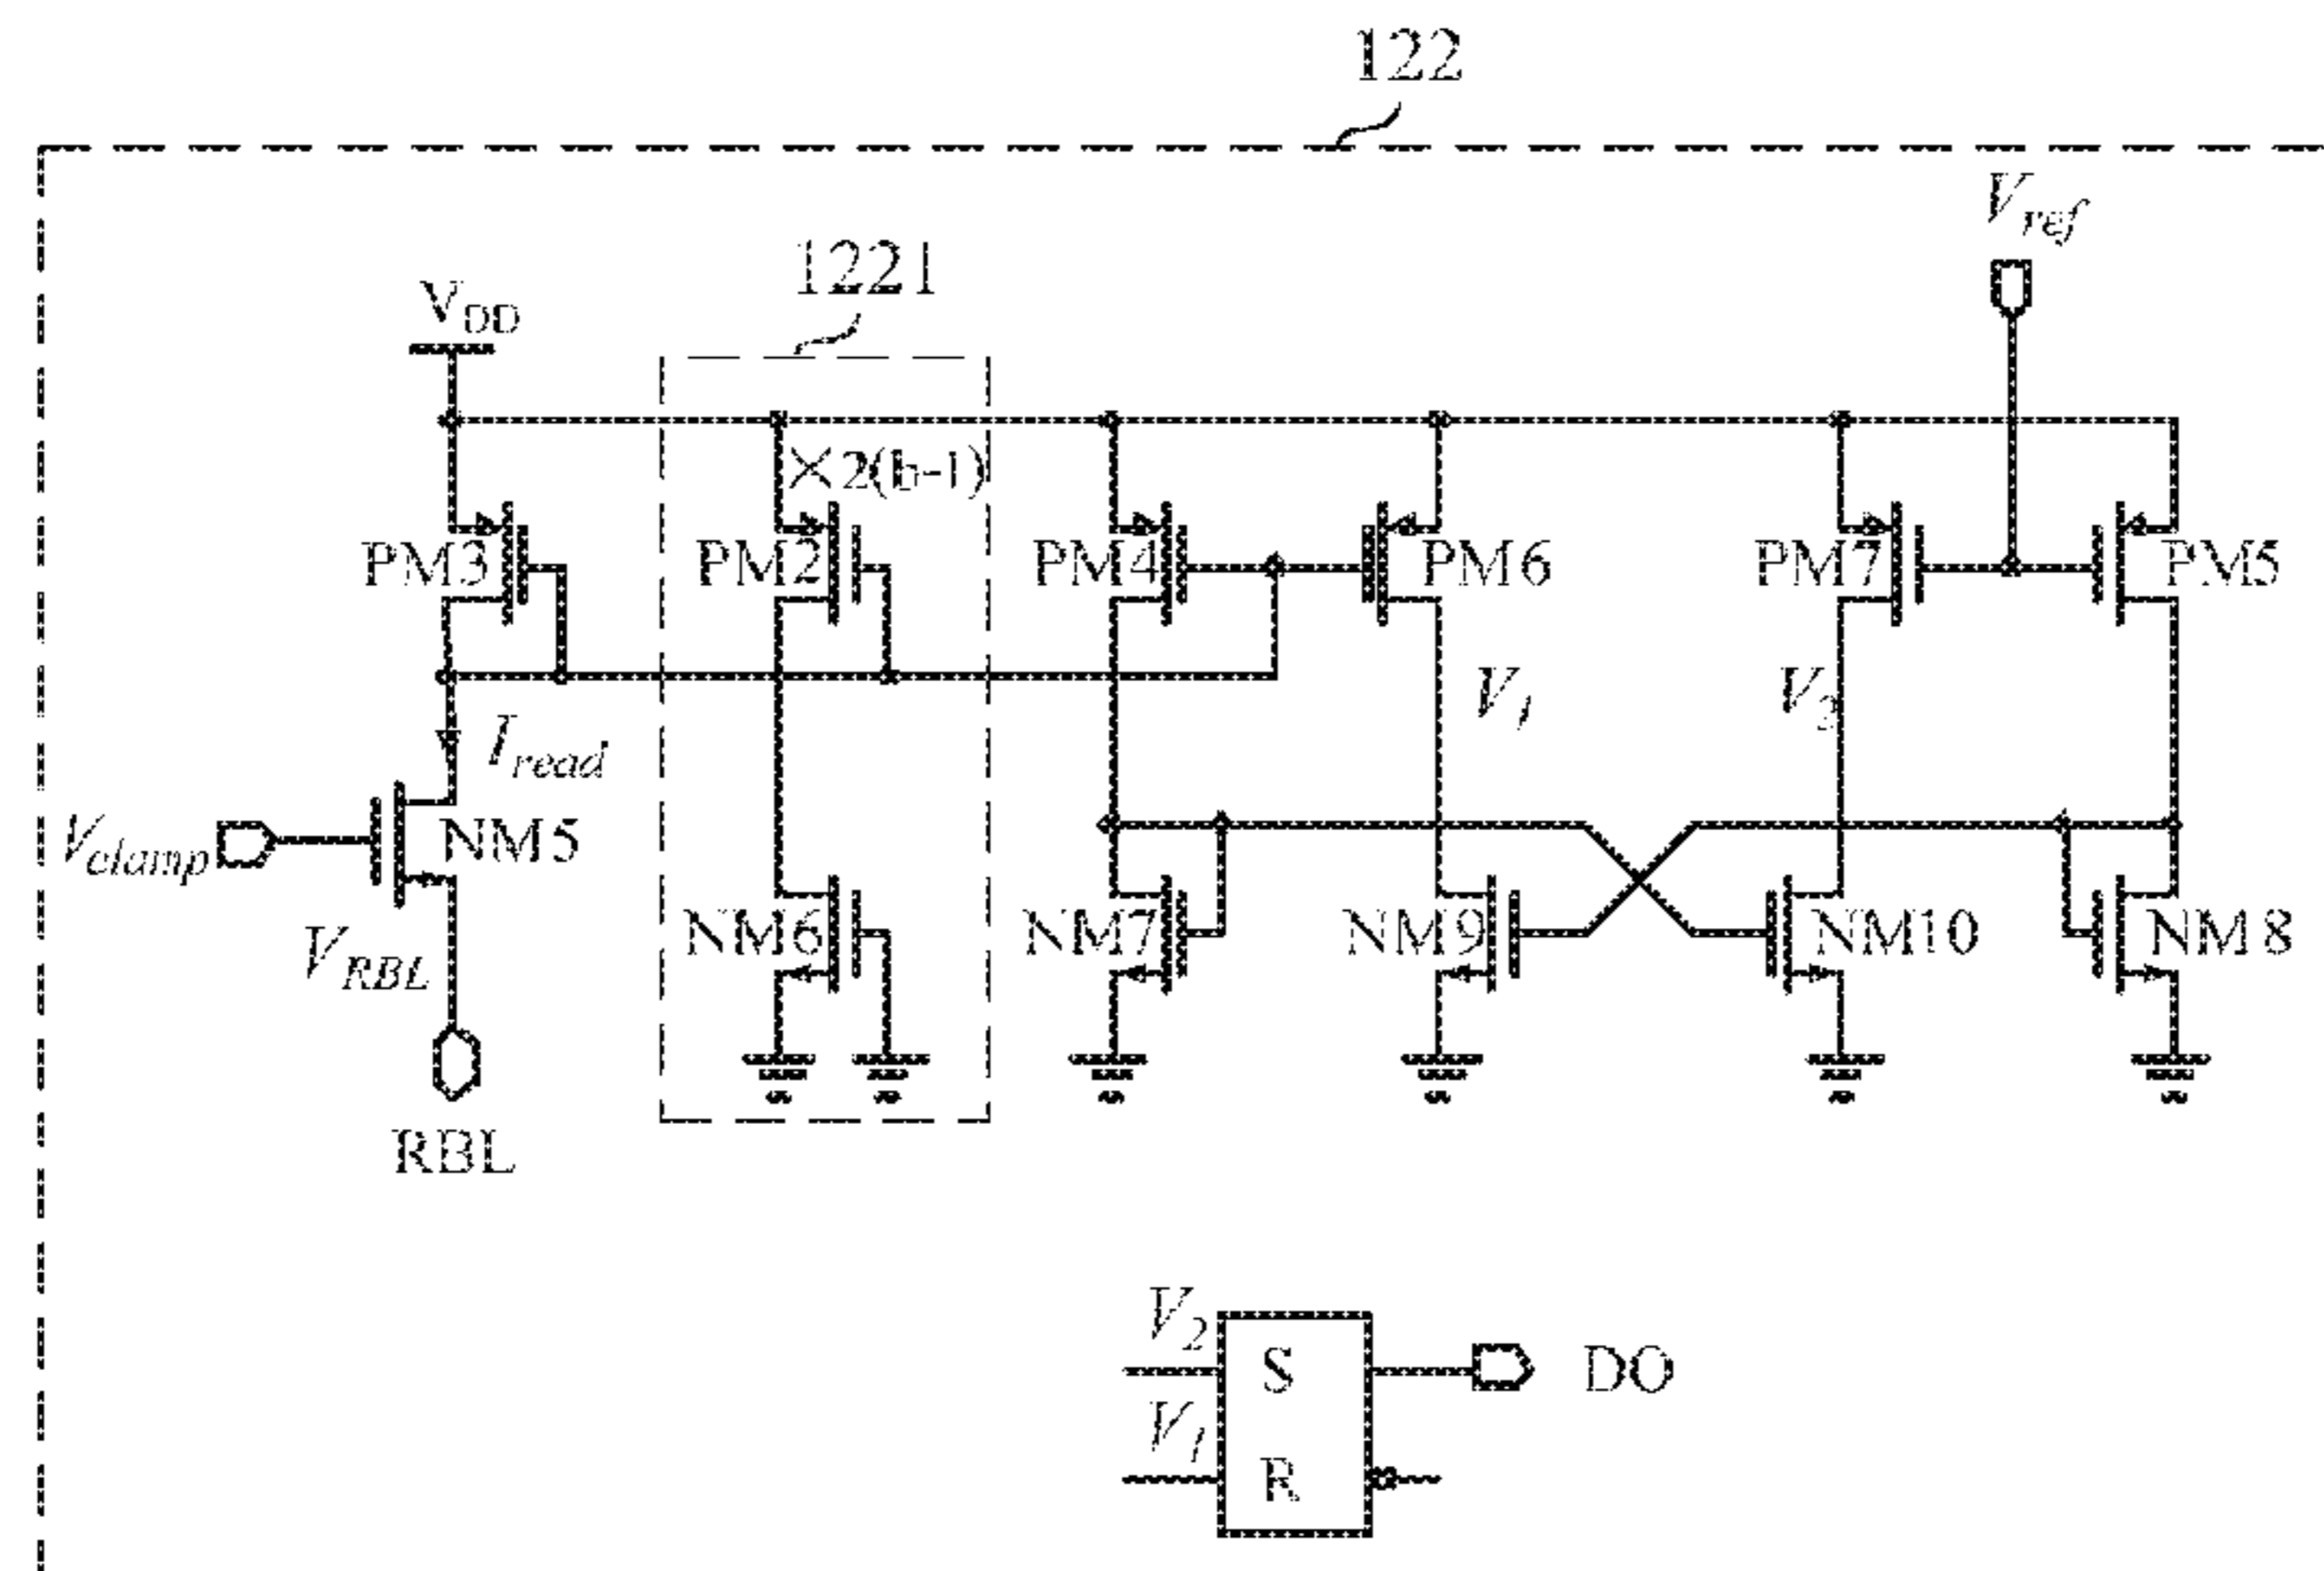 122
V_ref
1221
V_DD
×2(b-1)
PM3 PM2 PM4 PM6 PM7 PM5
V_1 V_2
I_read
V_clamp NM5
NM6 NM7 NM9 NM10 NM8
V_RBL
RBL
V_2 S DO
V_1 R